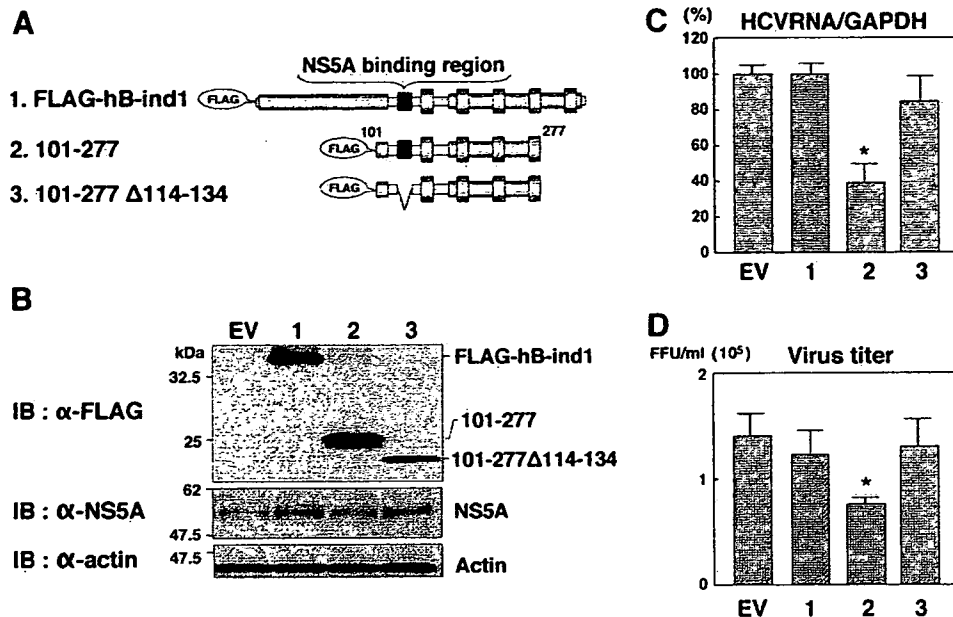 A
NS5A binding region
1. FLAG-hB-ind1
FLAG
101
277
2. 101-277
FLAG
3. 101-277 Δ114-134
FLAG
B
EV 1 2 3
kDa
32.5
25
IB : α-FLAG
FLAG-hB-ind1
101-277
101-277Δ114-134
62
47.5
IB : α-NS5A
NS5A
47.5
IB : α-actin
Actin
C
(%) HCVRNA/GAPDH
120
100
80
60
40
20
0
*
EV 1 2 3
D
FFU/ml (10⁵) Virus titer
2
1
0
*
EV 1 2 3